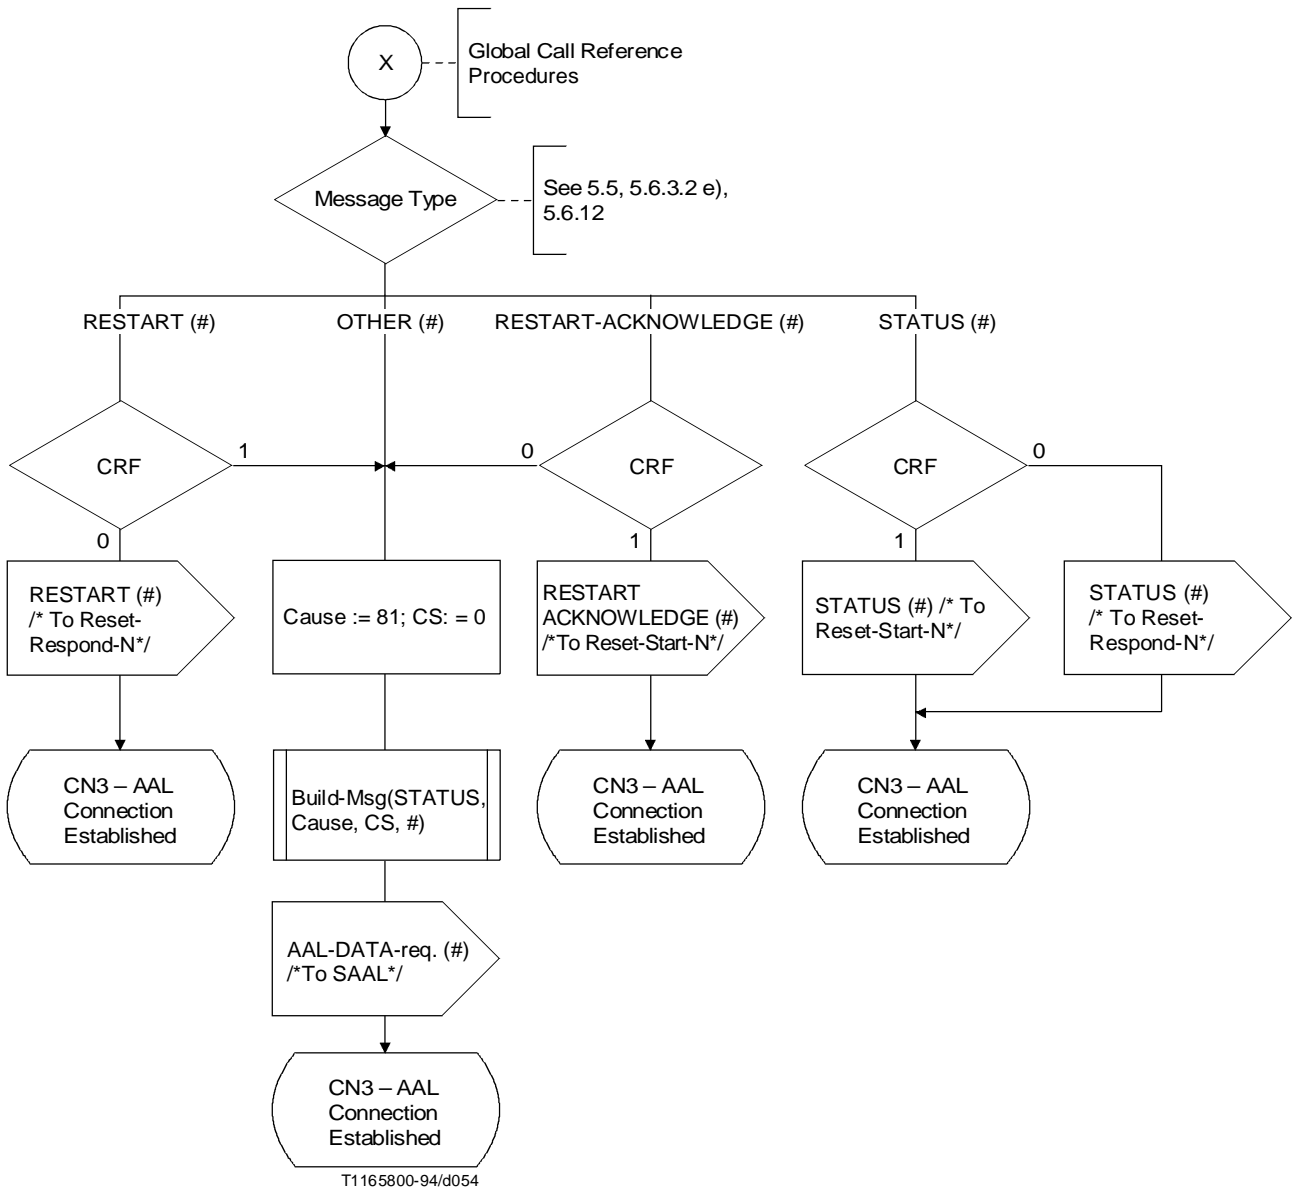 X
Global Call Reference
Procedures
Message Type
See 5.5, 5.6.3.2 e),
5.6.12
RESTART (#)
OTHER (#)
RESTART-ACKNOWLEDGE (#)
STATUS (#)
CRF
1
0
CRF
0
1
CRF
0
1
RESTART (#)
/* To Reset-
Respond-N*/
Cause := 81; CS: = 0
RESTART
ACKNOWLEDGE (#)
/*To Reset-Start-N*/
STATUS (#) /* To
Reset-Start-N*/
STATUS (#)
/* To Reset-
Respond-N*/
CN3 – AAL
Connection
Established
Build-Msg(STATUS,
Cause, CS, #)
CN3 – AAL
Connection
Established
CN3 – AAL
Connection
Established
AAL-DATA-req. (#)
/*To SAAL*/
CN3 – AAL
Connection
Established
T1165800-94/d054